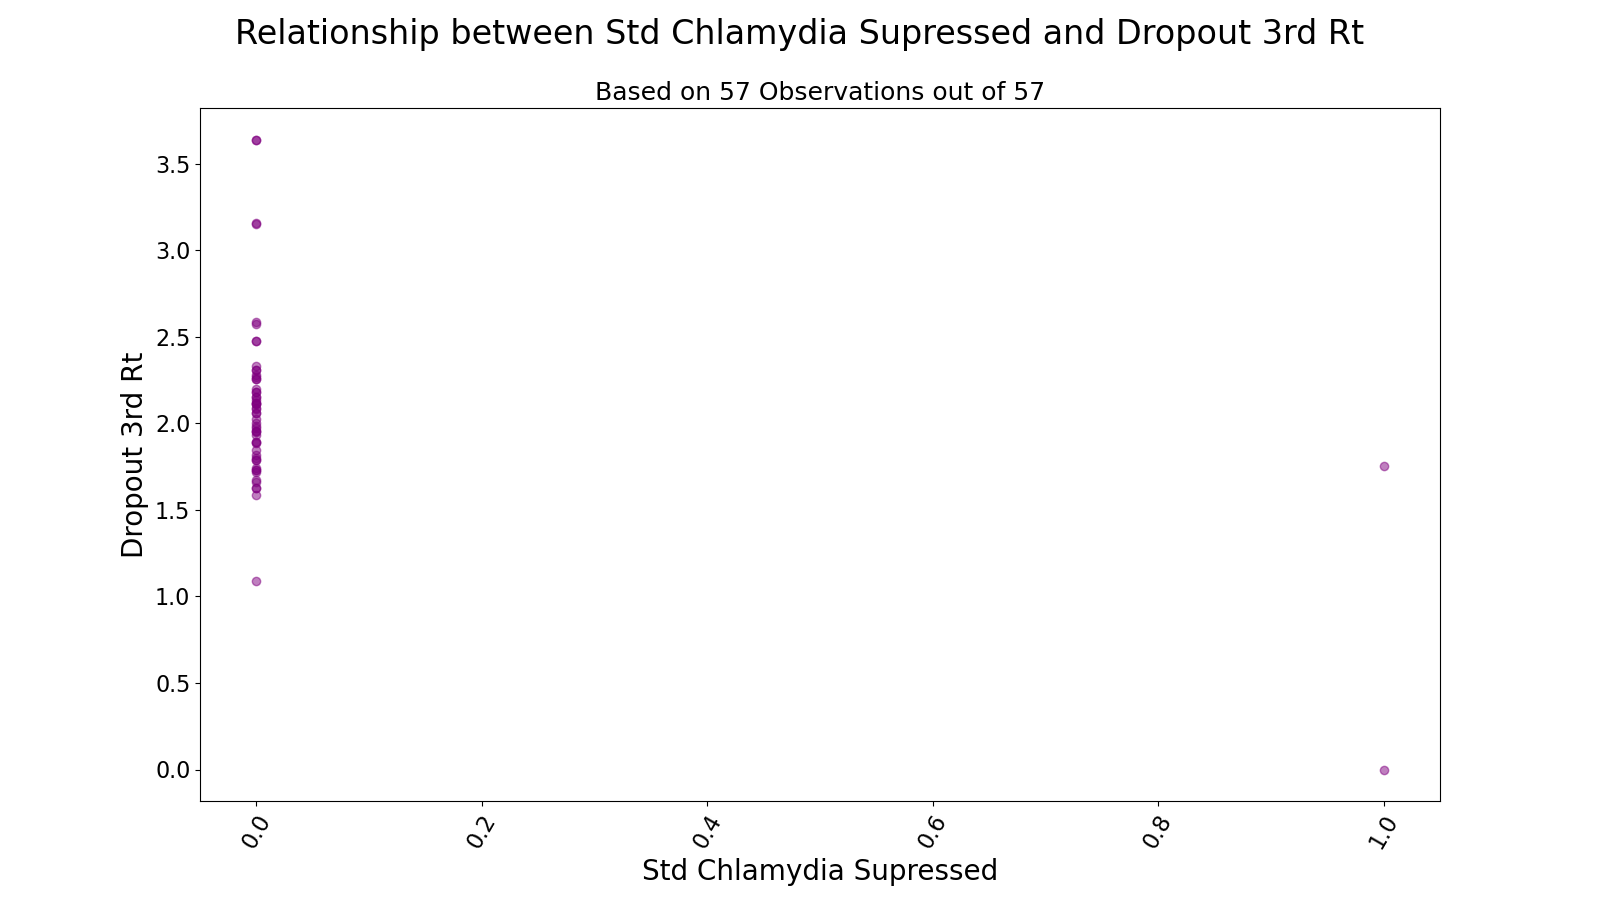 Relationship between Std Chlamydia Supressed and Dropout 3rd Rt
Based on 57 Observations out of 57
3.5
3.0
2.5
2.0
1.5
1.0
0.5
0.0
Dropout 3rd Rt
0.0 0.2 0.4 0.6 0.8 1.0
Std Chlamydia Supressed